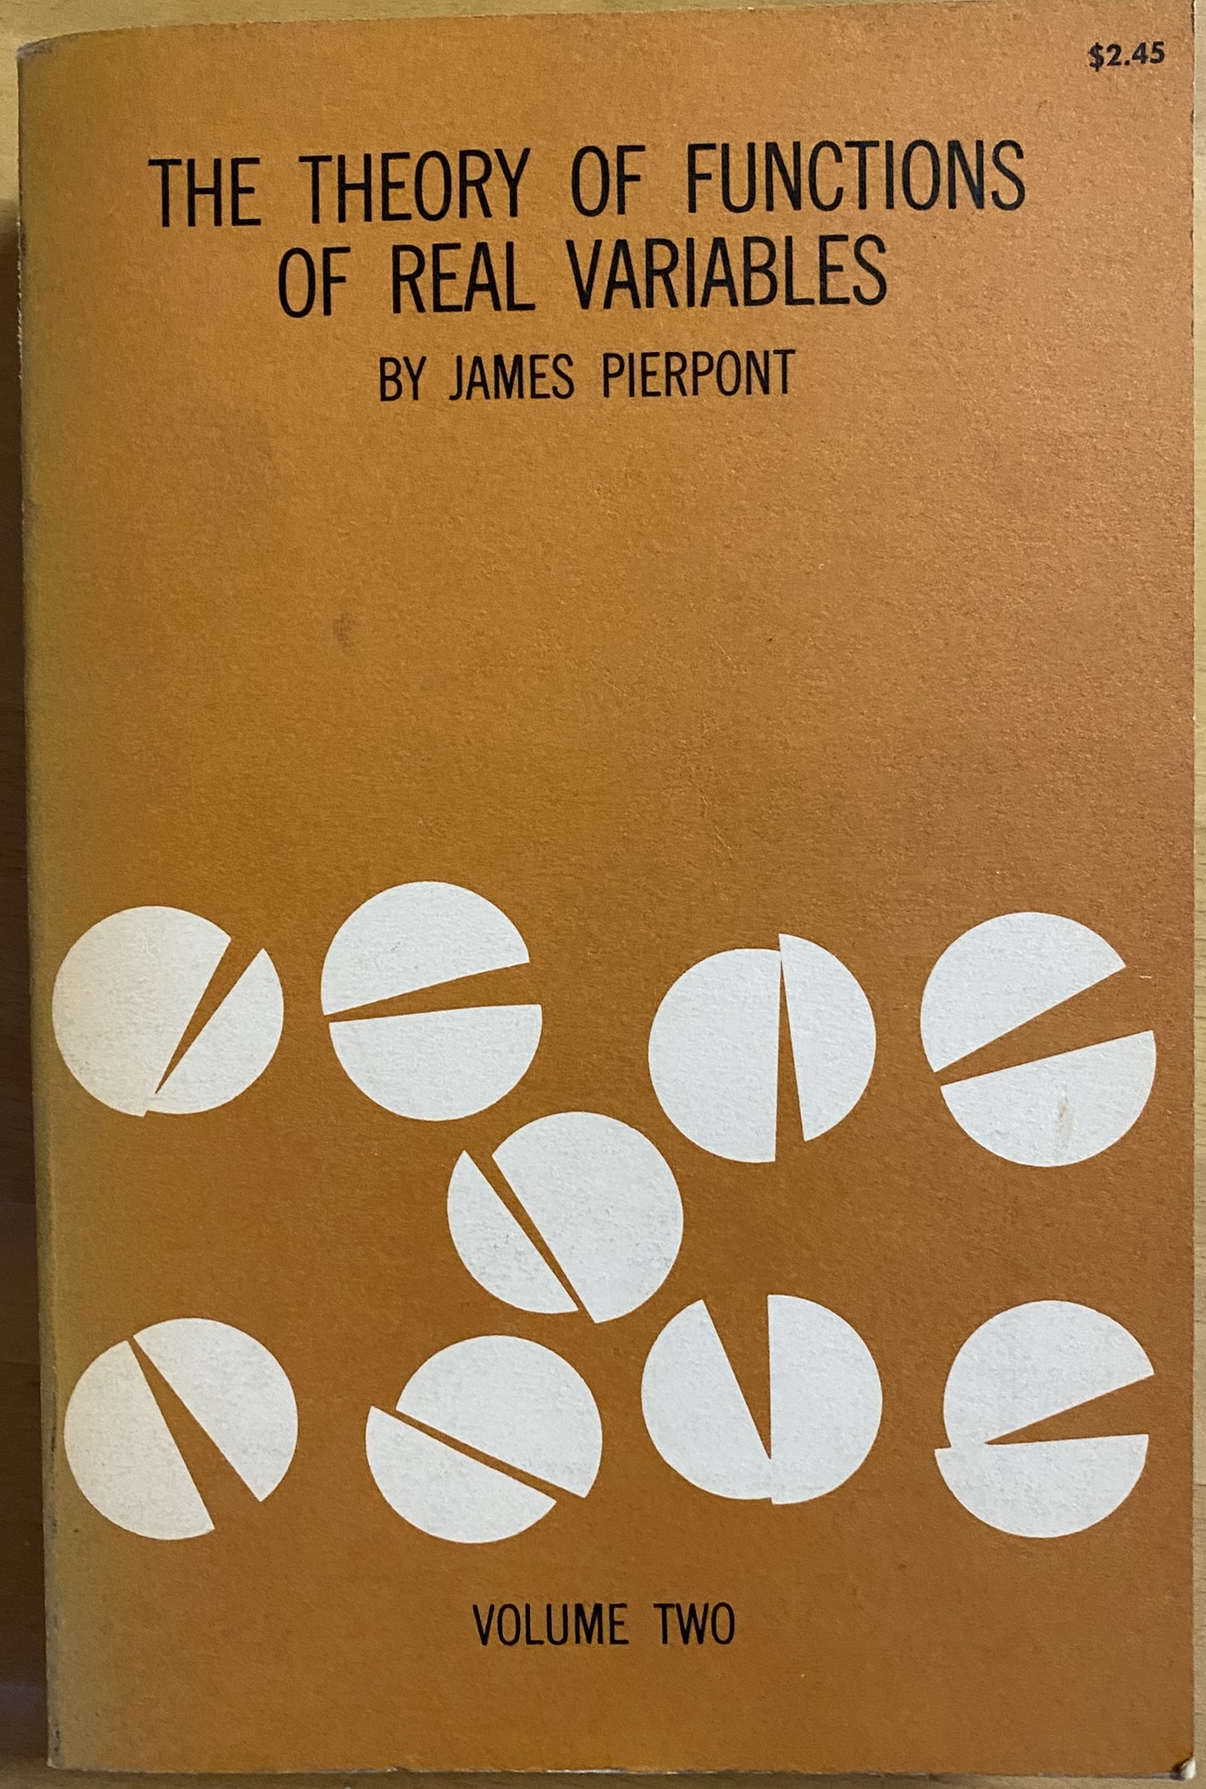 $2.45
THE THEORY OF FUNCTIONS
OF REAL VARIABLES
BY JAMES PIERPONT
VOLUME TWO